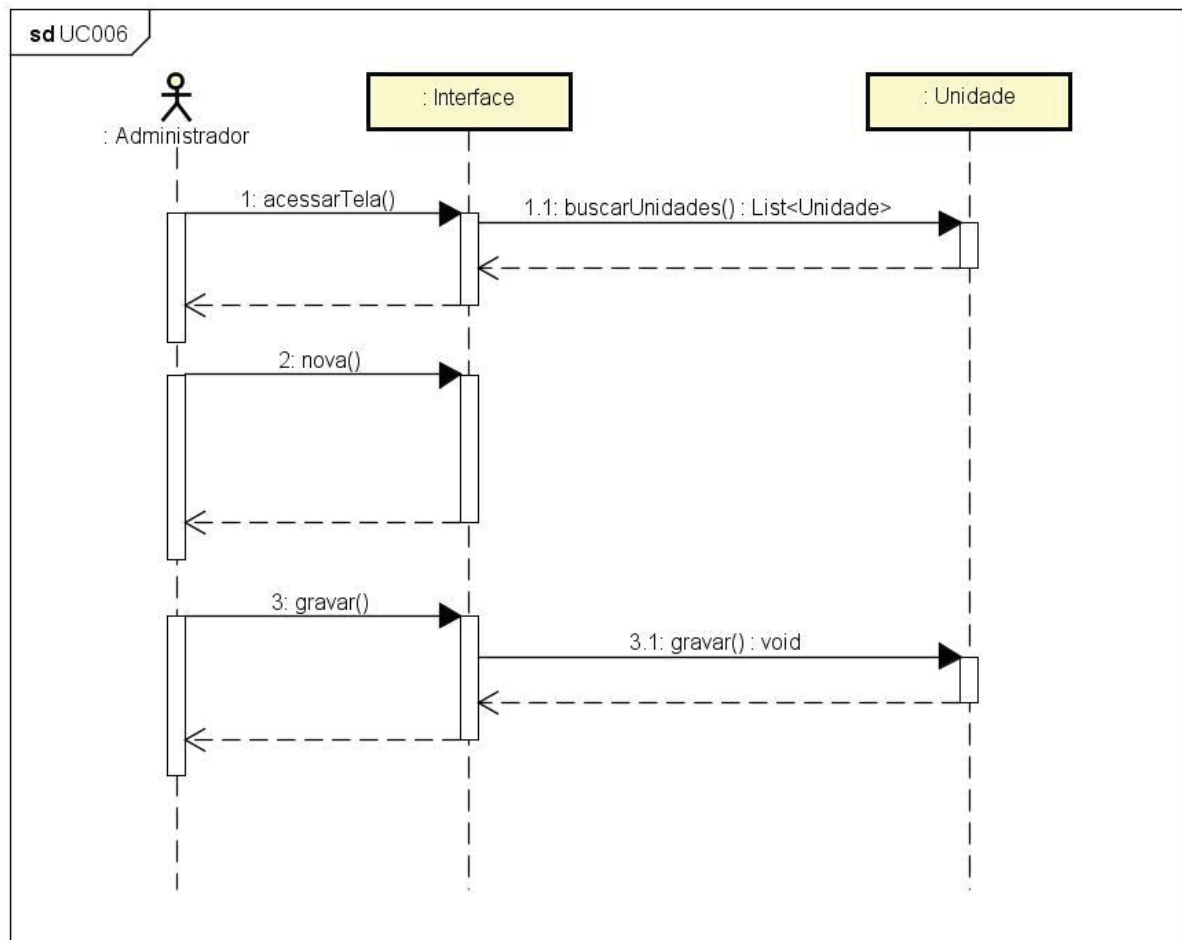 sd UC006
: Administrador
: Interface
: Unidade
1: acessarTela()
1.1: buscarUnidades() : List<Unidade>
2: nova()
3: gravar()
3.1: gravar() : void